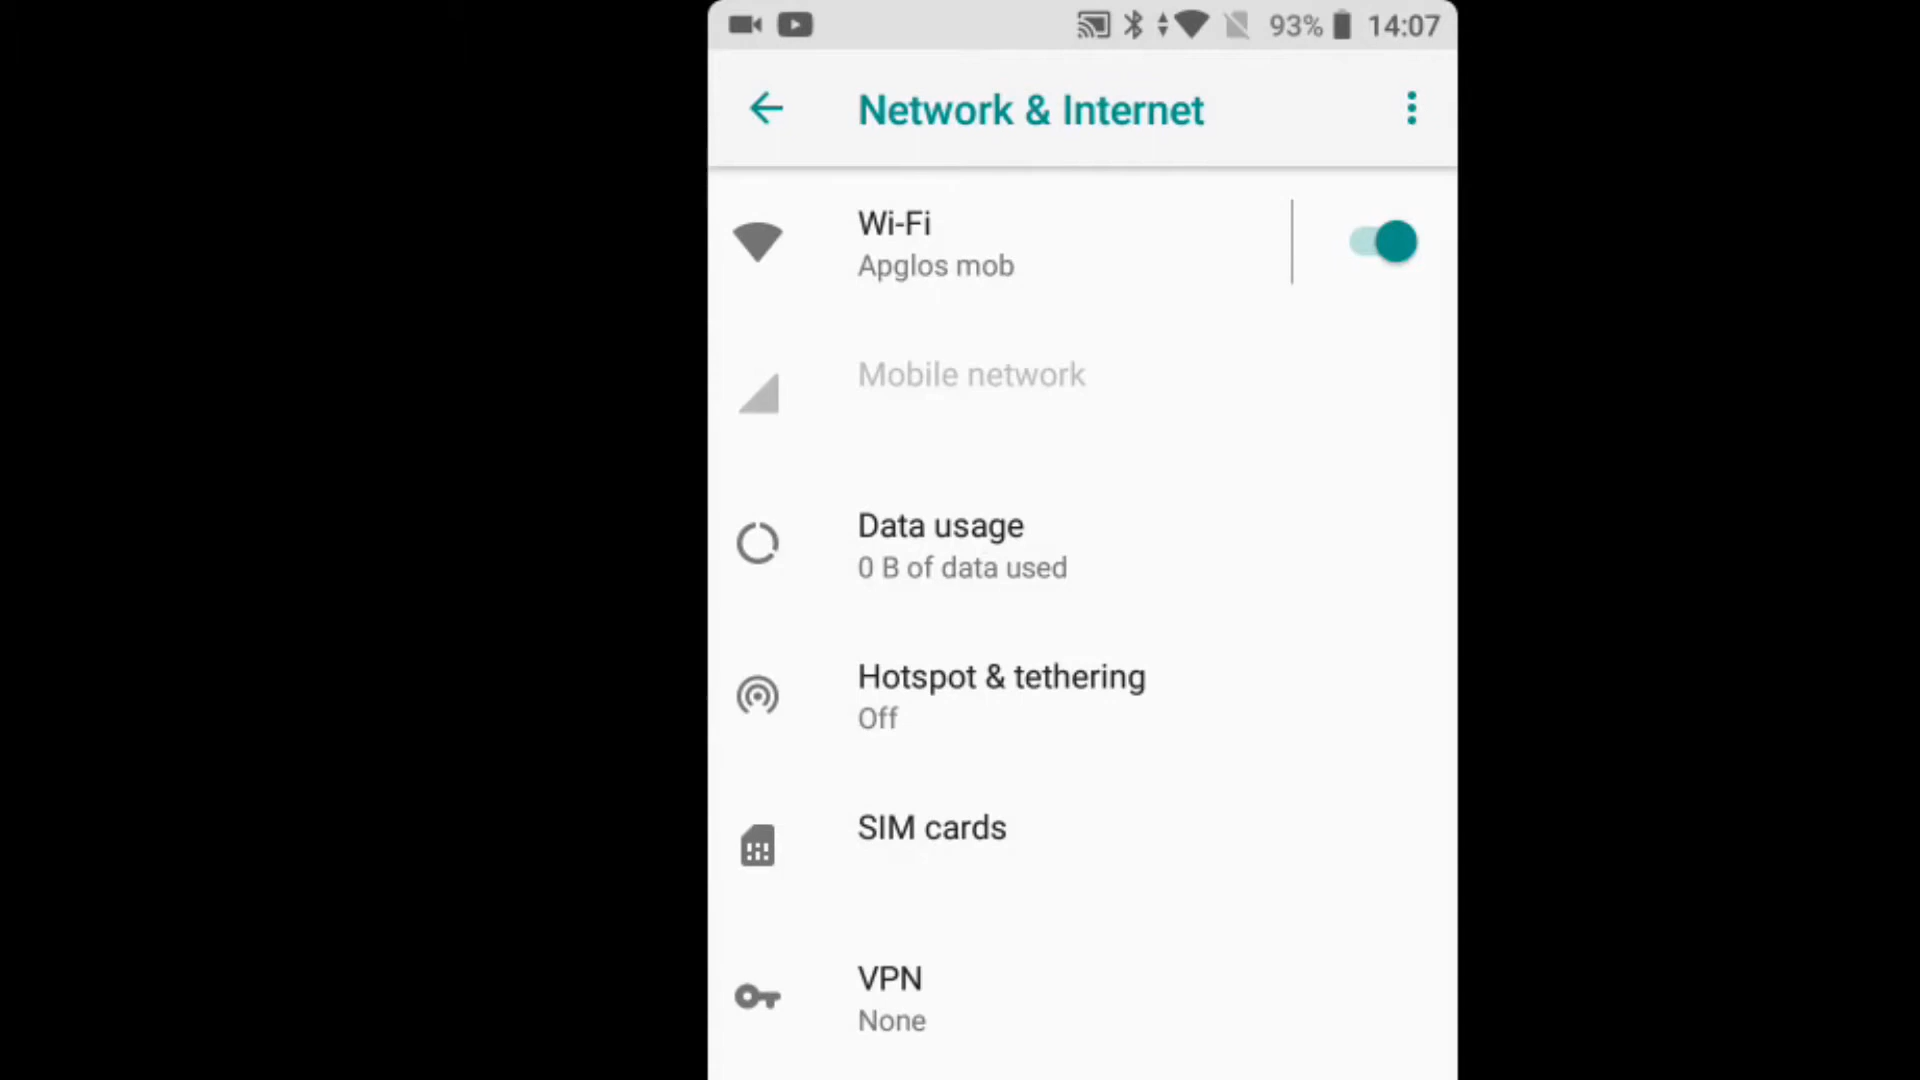 93% 14:07
Network & Internet
Wi-Fi
Apglos mob
Mobile network
Data usage
0 B of data used
Hotspot & tethering
Off
SIM cards
VPN
None